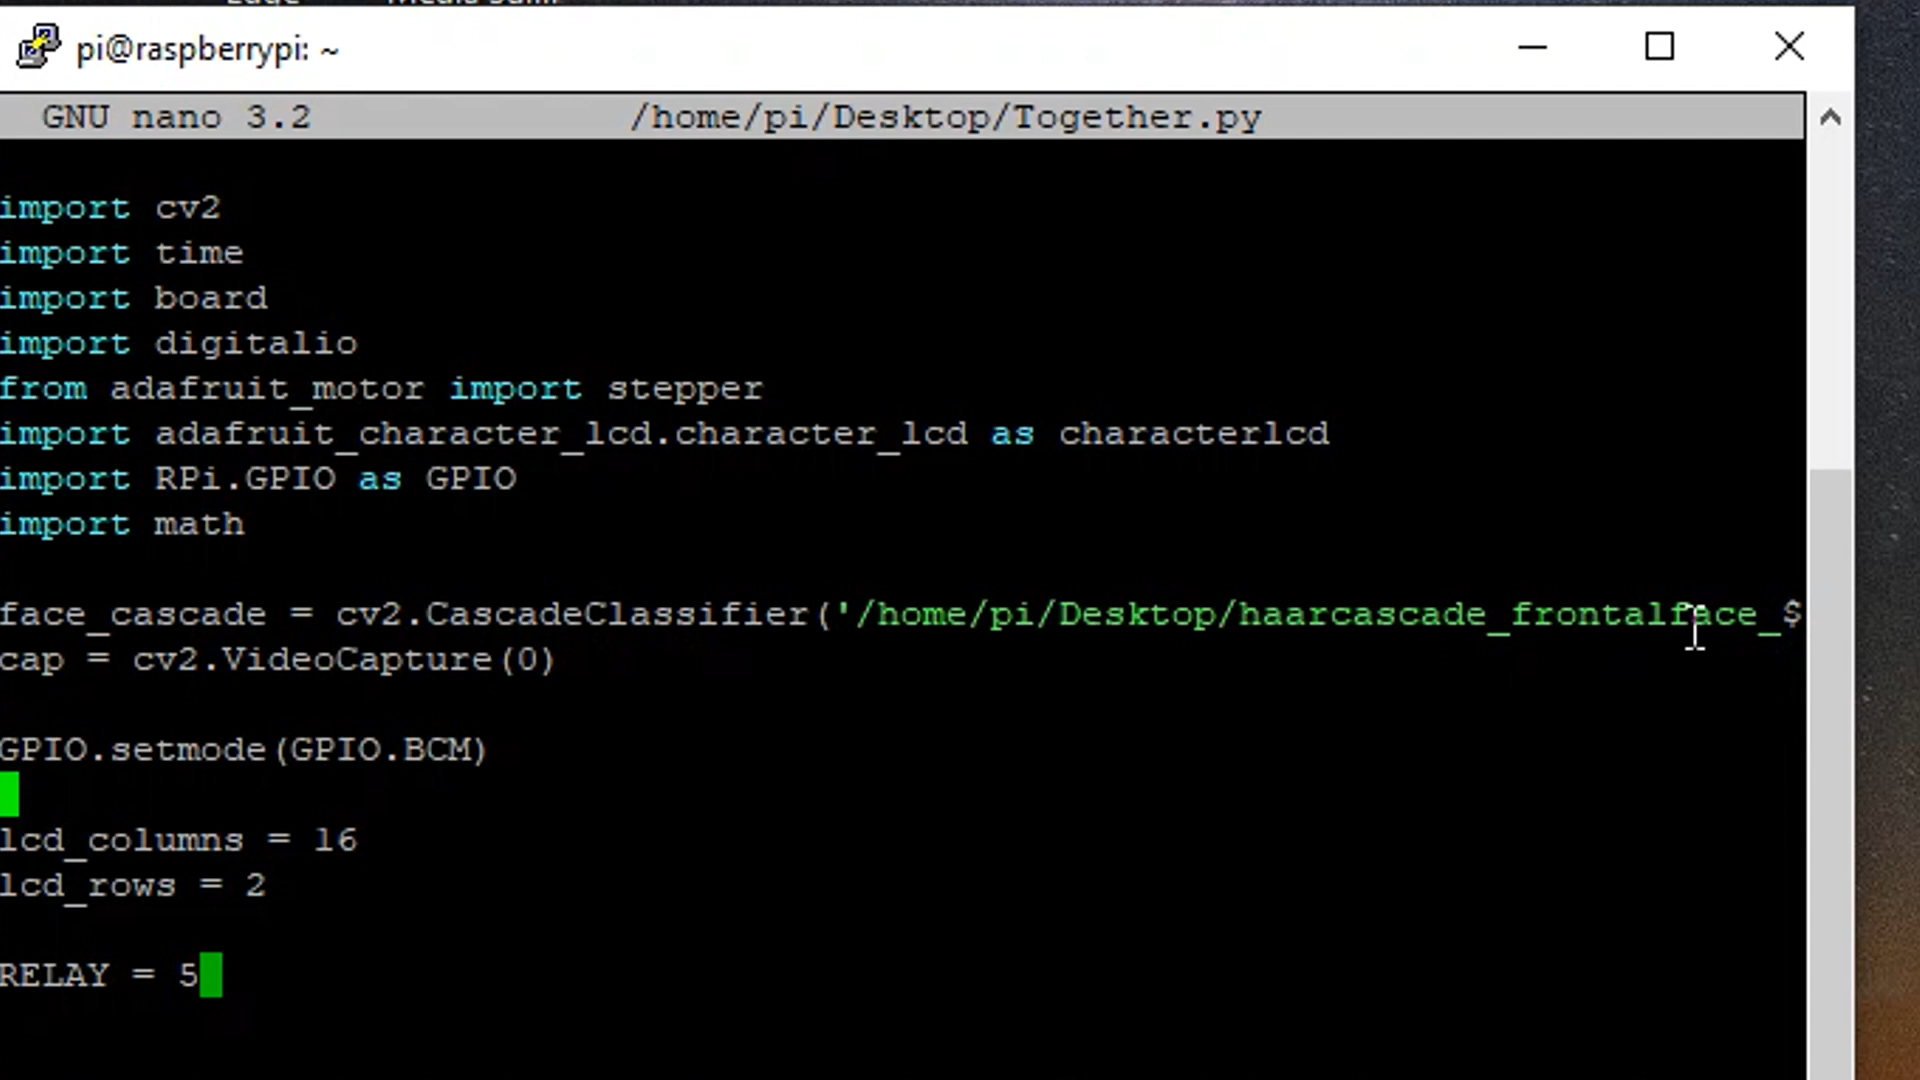 pi@raspberrypi: ~
GNU nano 3.2 /home/pi/Desktop/Together.py
import cv2
import time
import board
import digitalio
from adafruit_motor import stepper
import adafruit_character_lcd.character_lcd as characterlcd
import RPi.GPIO as GPIO
import math
face_cascade = cv2.CascadeClassifier('/home/pi/Desktop/haarcascade_frontalface_$
cap = cv2.VideoCapture(0)
GPIO.setmode(GPIO.BCM)
lcd_columns = 16
lcd_rows = 2
RELAY = 5